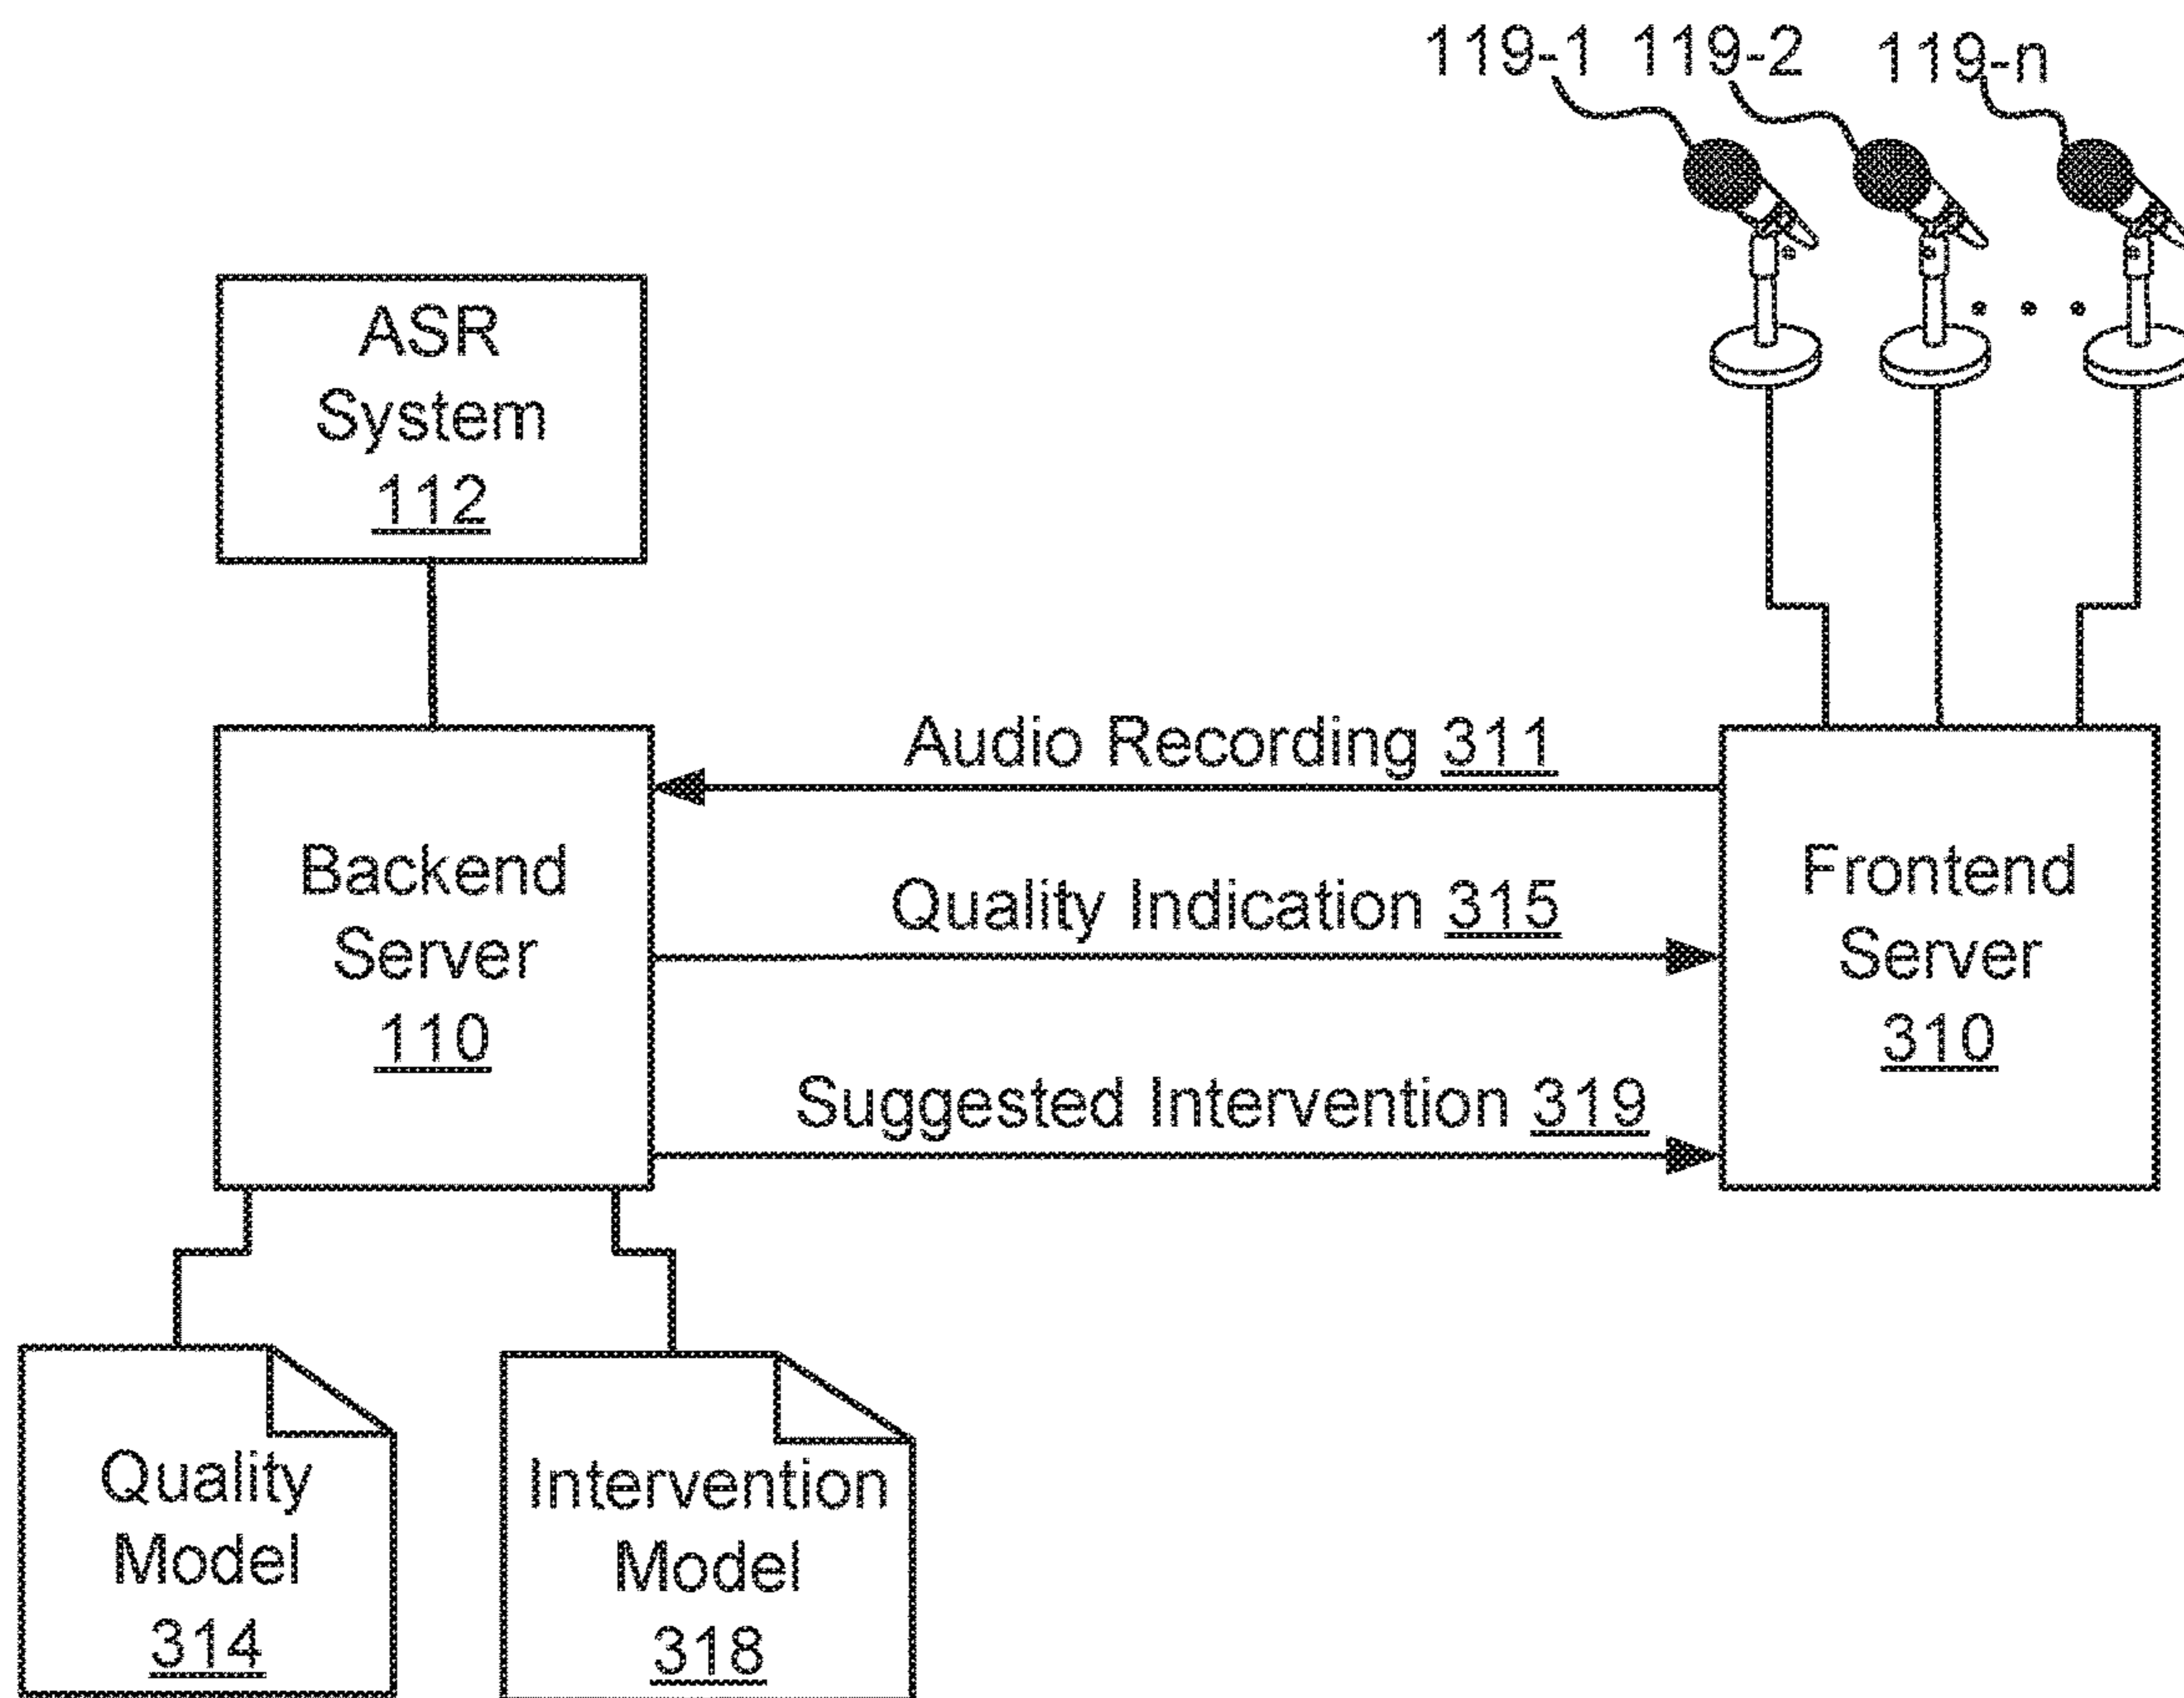 119-1 119-2 119-n
ASR
System
112
Audio Recording 311
Backend
Server
110
Quality Indication 315
Frontend
Server
310
Suggested Intervention 319
Quality
Model
314
Intervention
Model
318